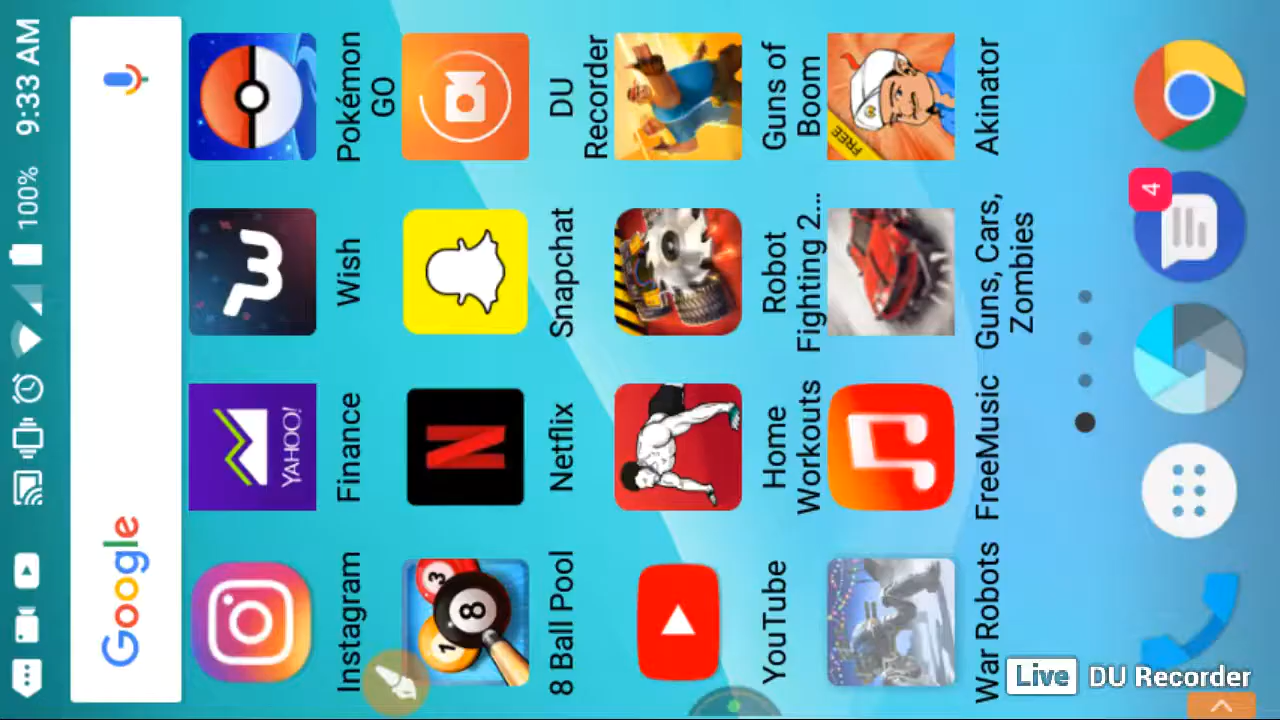 100% 9:33 AM
Google
Instagram
Finance
YAHOO!
Wish
Pokémon
GO
8 Ball Pool
3
8
1
Netflix
N
Snapchat
DU
Recorder
YouTube
Home
Workouts
Robot
Fighting 2...
Guns of
Boom
War Robots
FreeMusic
Guns, Cars,
Zombies
Akinator
FREE
4
Live DU Recorder